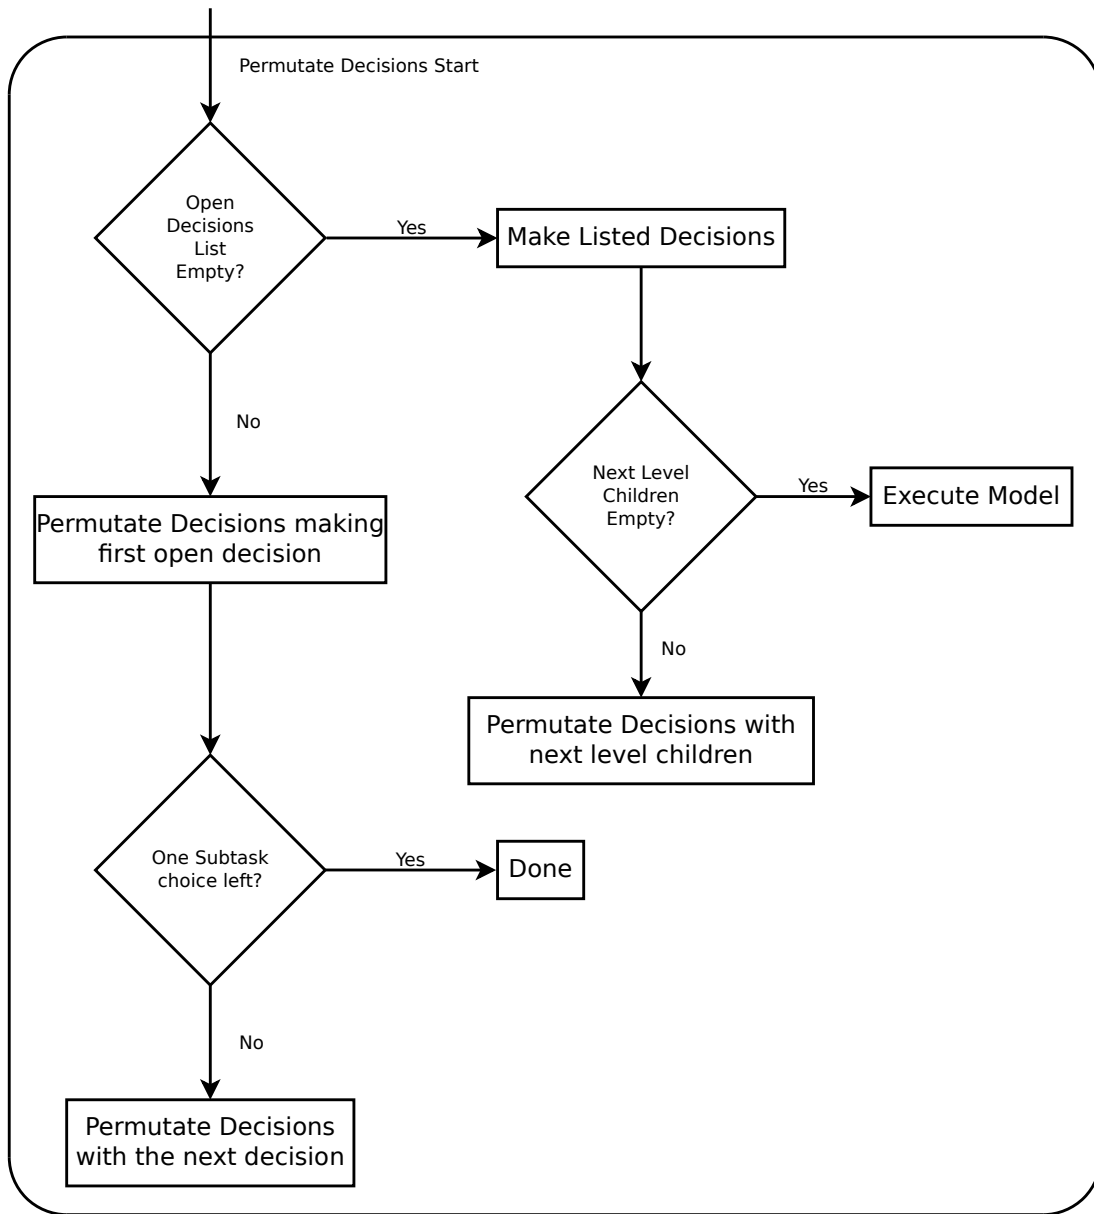 Permutate Decisions Start
Open
Decisions
List
Empty?
Yes
Make Listed Decisions
No
Next Level
Children
Empty?
Yes
Execute Model
Permutate Decisions making
first open decision
No
Permutate Decisions with
next level children
One Subtask
choice left?
Yes
Done
No
Permutate Decisions
with the next decision